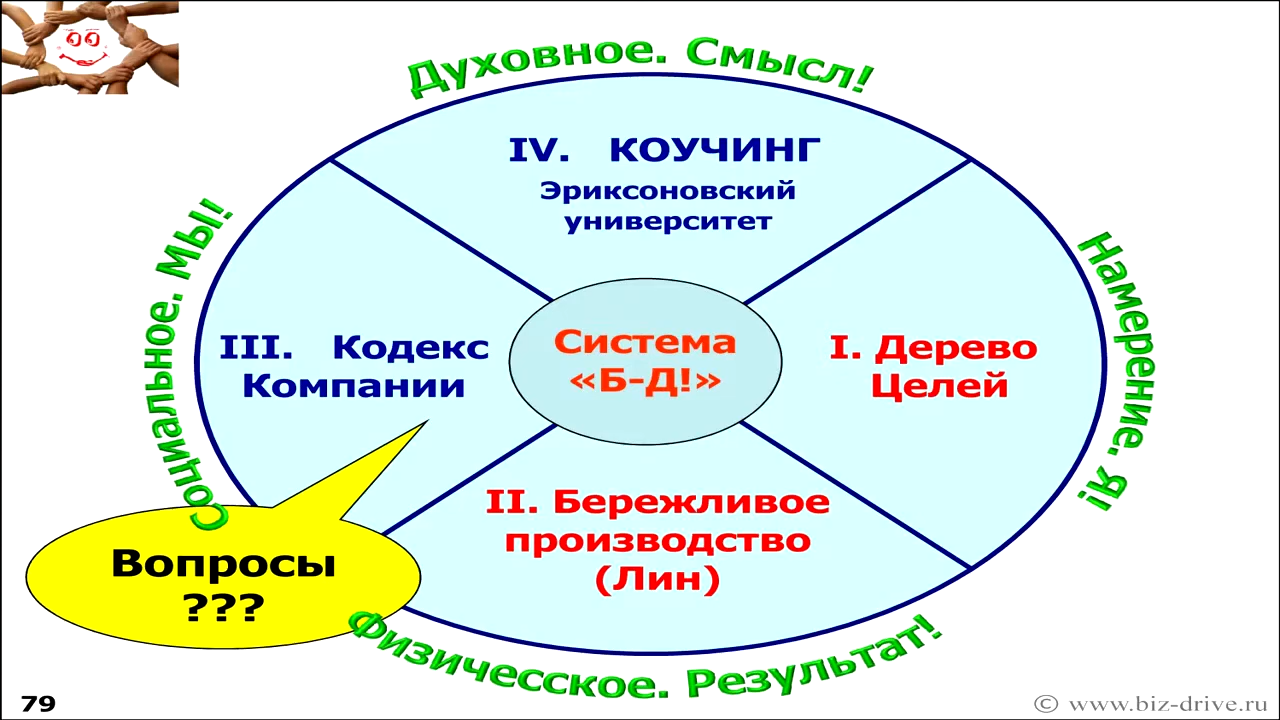 Духовное. Смысл!
IV. КОУЧИНГ
Эриксоновский
университет
Социальное. МЫ!
III. Кодекс
Компании
Система
«Б-Д!»
I. Дерево
Целей
Намерение. Я!
II. Бережливое
производство
(Лин)
Вопросы
???
Физичесское. Результат!
79
© www.biz-drive.ru